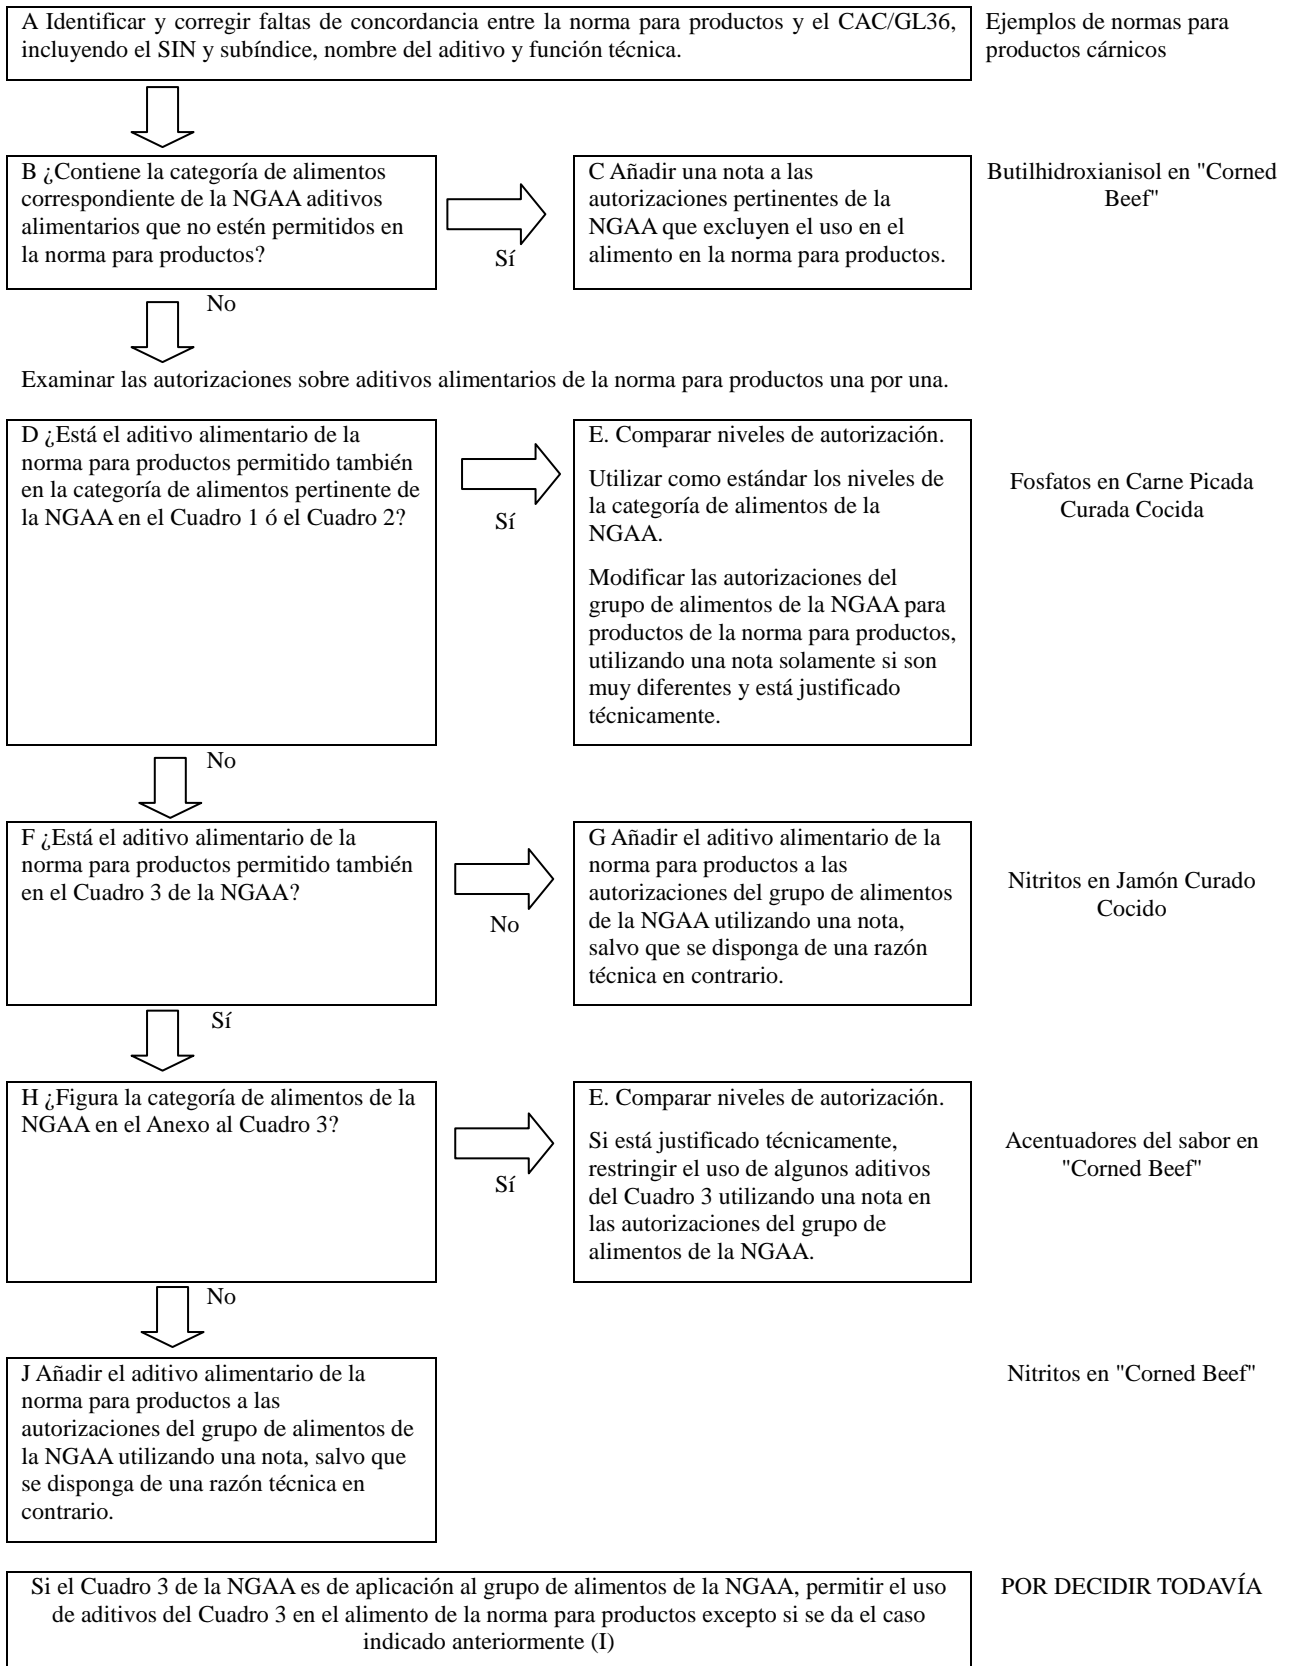 A Identificar y corregir faltas de concordancia entre la norma para productos y el CAC/GL36,
incluyendo el SIN y subíndice, nombre del aditivo y función técnica.
Ejemplos de normas para
productos cárnicos
B ¿Contiene la categoría de alimentos
correspondiente de la NGAA aditivos
alimentarios que no estén permitidos en
la norma para productos?
Sí
C Añadir una nota a las
autorizaciones pertinentes de la
NGAA que excluyen el uso en el
alimento en la norma para productos.
Butilhidroxianisol en "Corned
Beef"
No
Examinar las autorizaciones sobre aditivos alimentarios de la norma para productos una por una.
D ¿Está el aditivo alimentario de la
norma para productos permitido también
en la categoría de alimentos pertinente de
la NGAA en el Cuadro 1 ó el Cuadro 2?
Sí
E. Comparar niveles de autorización.
Utilizar como estándar los niveles de
la categoría de alimentos de la
NGAA.
Modificar las autorizaciones del
grupo de alimentos de la NGAA para
productos de la norma para productos,
utilizando una nota solamente si son
muy diferentes y está justificado
técnicamente.
Fosfatos en Carne Picada
Curada Cocida
No
F ¿Está el aditivo alimentario de la
norma para productos permitido también
en el Cuadro 3 de la NGAA?
No
G Añadir el aditivo alimentario de la
norma para productos a las
autorizaciones del grupo de alimentos
de la NGAA utilizando una nota,
salvo que se disponga de una razón
técnica en contrario.
Nitritos en Jamón Curado
Cocido
Sí
H ¿Figura la categoría de alimentos de la
NGAA en el Anexo al Cuadro 3?
Sí
E. Comparar niveles de autorización.
Si está justificado técnicamente,
restringir el uso de algunos aditivos
del Cuadro 3 utilizando una nota en
las autorizaciones del grupo de
alimentos de la NGAA.
Acentuadores del sabor en
"Corned Beef"
No
J Añadir el aditivo alimentario de la
norma para productos a las
autorizaciones del grupo de alimentos de
la NGAA utilizando una nota, salvo que
se disponga de una razón técnica en
contrario.
Nitritos en "Corned Beef"
Si el Cuadro 3 de la NGAA es de aplicación al grupo de alimentos de la NGAA, permitir el uso
de aditivos del Cuadro 3 en el alimento de la norma para productos excepto si se da el caso
indicado anteriormente (I)
POR DECIDIR TODAVÍA